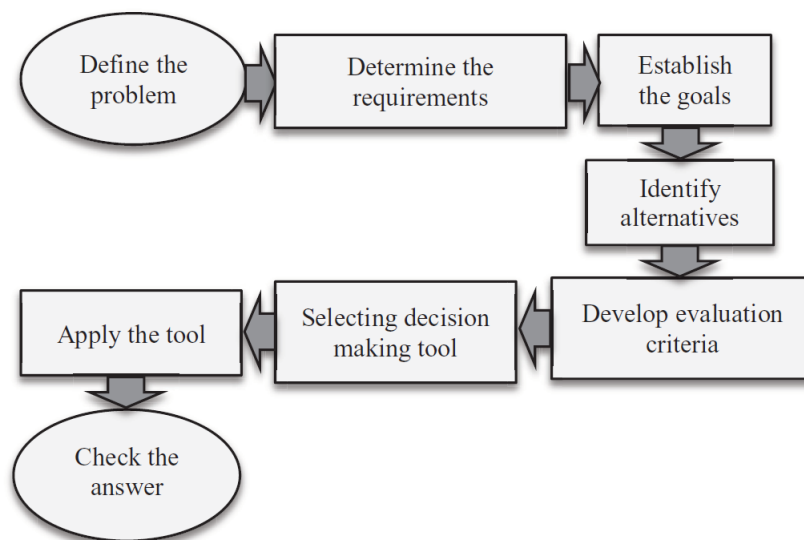 Define the
problem
Determine the
requirements
Establish
the goals
Identify
alternatives
Develop evaluation
criteria
Selecting decision
making tool
Apply the tool
Check the
answer